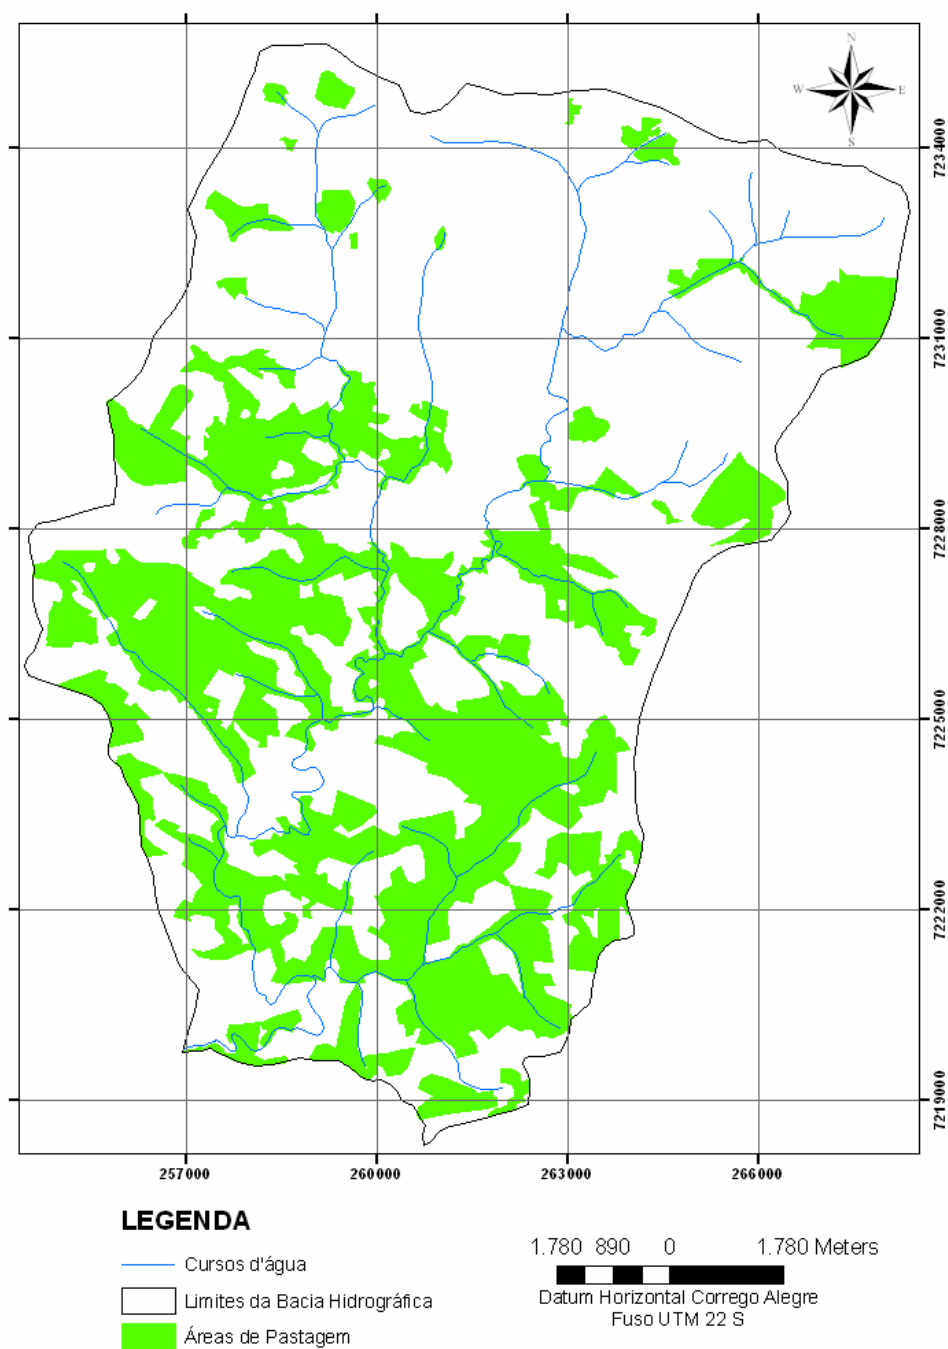 N
W E
S
7234000
7231000
7228000
7225000
7222000
7219000
257000 260000 263000 266000
LEGENDA
Cursos d'água
Limites da Bacia Hidrográfica
Áreas de Pastagem
1.780 890 0 1.780 Meters
Datum Horizontal Corrego Alegre
Fuso UTM 22 S